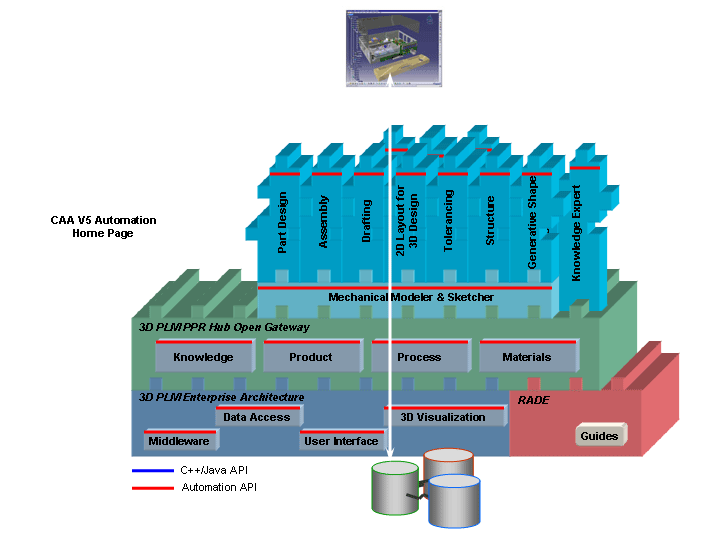 CAA V5 Automation
Home Page
Part Design
Assembly
Drafting
2D Layout for
3D Design
Tolerancing
Structure
Generative Shape
Knowledge Expert
Mechanical Modeler & Sketcher
3D PLM PPR Hub Open Gateway
Knowledge
Product
Process
Materials
3D PLM Enterprise Architecture
RADE
Data Access
3D Visualization
Middleware
User Interface
Guides
C++/Java API
Automation API